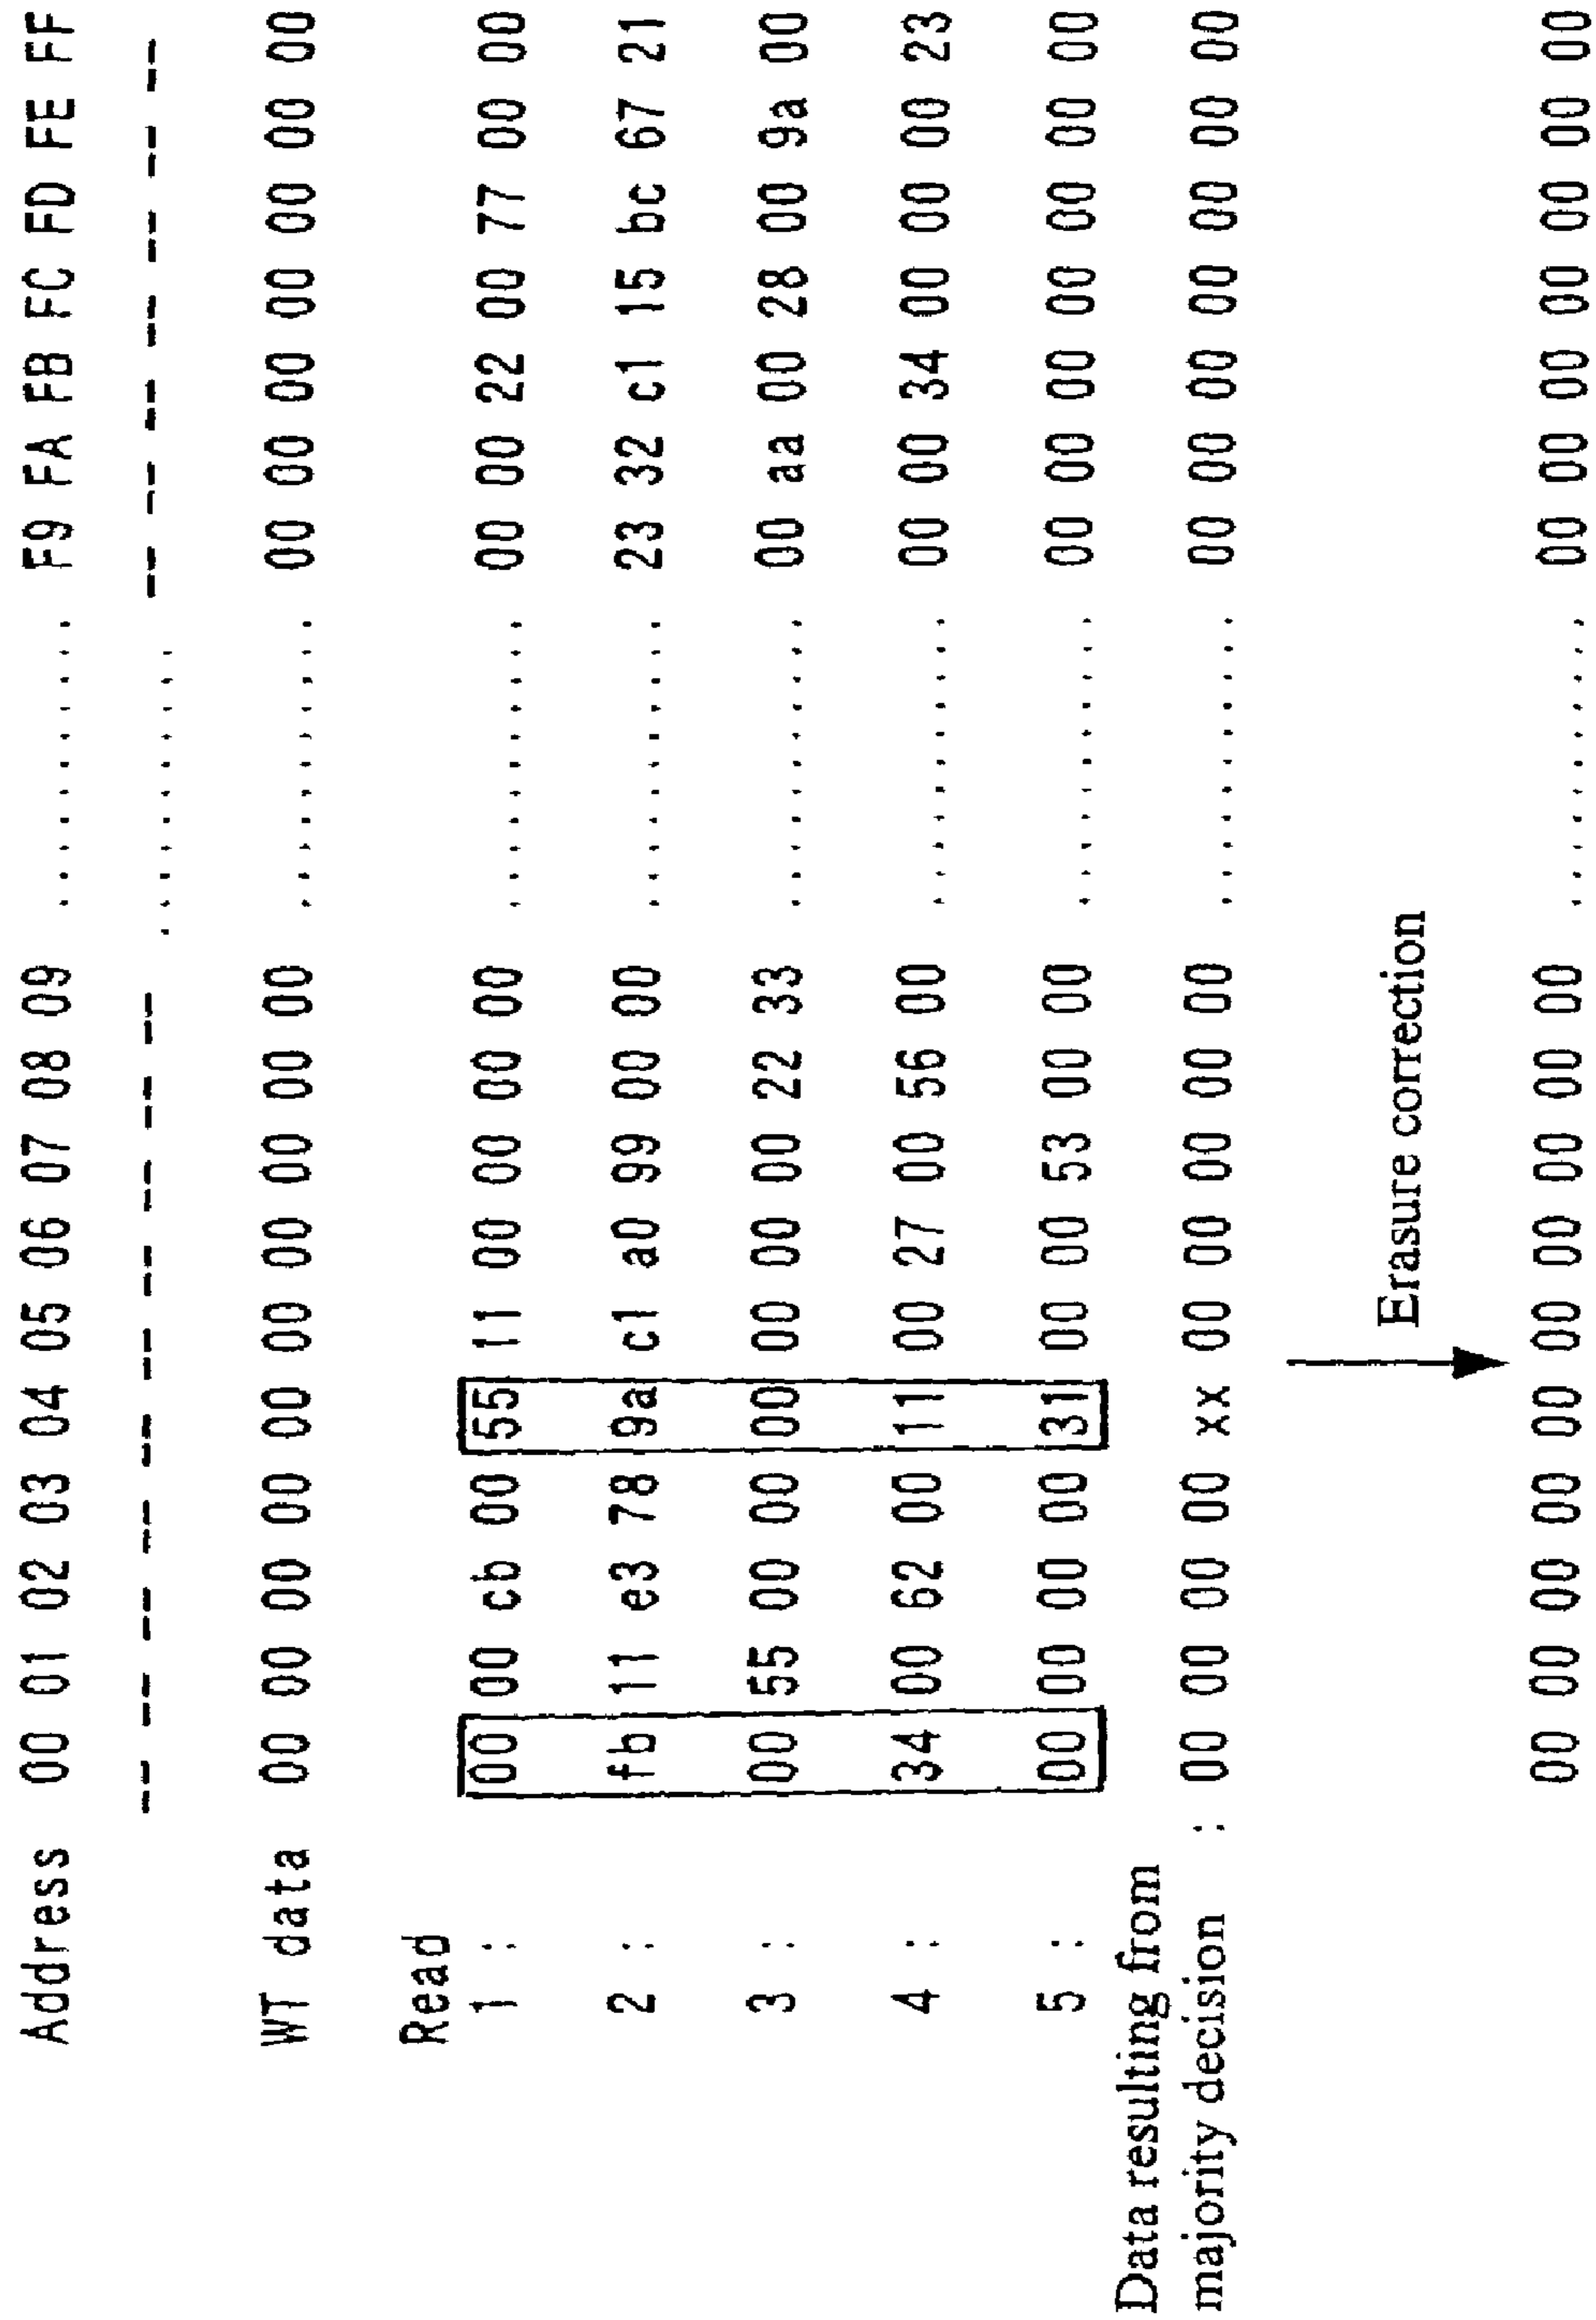 Address 00 01 02 03 04 05 06 07 08 09 ........... F9 FA FB FC FD FE FF
-- -- -- -- -- -- -- -- -- -- ........... -- -- -- -- -- -- --
WT data 00 00 00 00 00 00 00 00 00 00 ........... 00 00 00 00 00 00 00
Read
1 : 00 00 cb 00 55 11 00 00 00 00 ........... 00 00 22 00 77 00 00
2 : fb 11 e3 78 9a c1 a0 99 00 00 ........... 23 32 c1 15 bc 67 21
3 : 00 55 00 00 00 00 00 00 22 33 ........... 00 aa 00 28 00 9a 00
4 : 34 00 62 00 11 00 27 00 56 00 ........... 00 00 34 00 00 00 23
5 : 00 00 00 00 31 00 00 53 00 00 ........... 00 00 00 00 00 00 00
Data resulting from
majority decision : 00 00 00 00 xx 00 00 00 00 00 ........... 00 00 00 00 00 00 00
Erasure correction
00 00 00 00 00 00 00 00 00 00 ........... 00 00 00 00 00 00 00